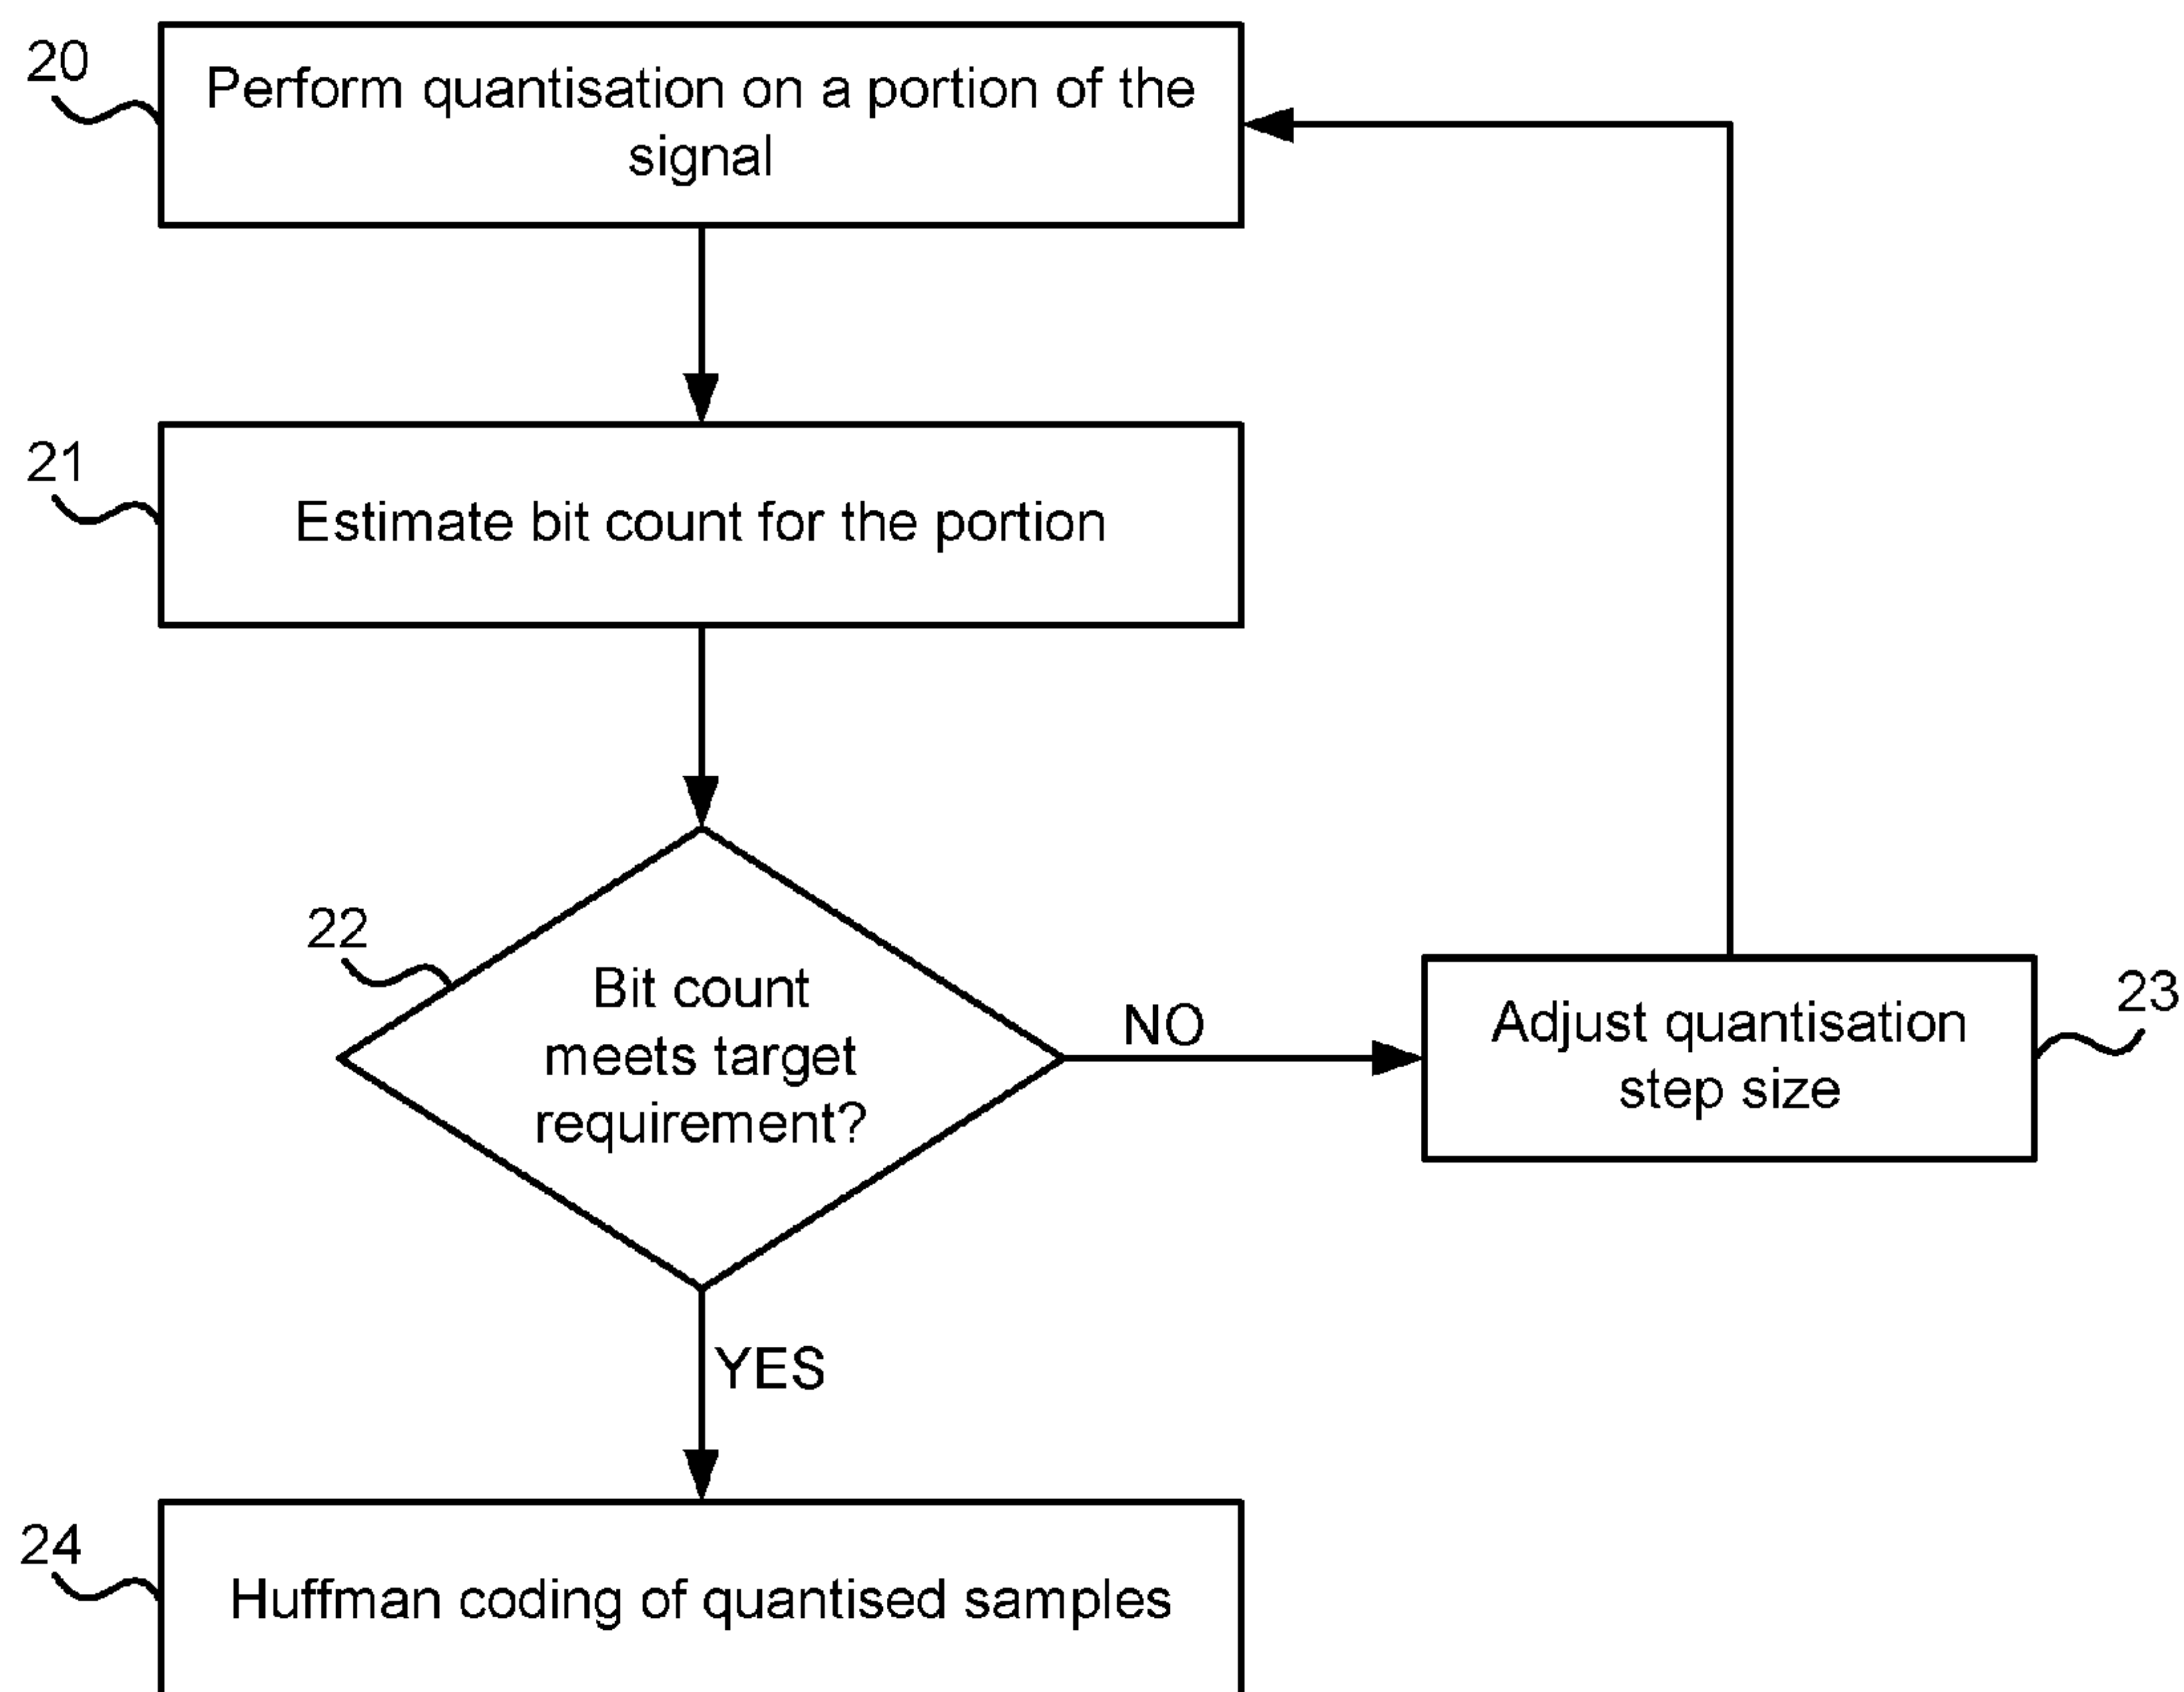 20
Perform quantisation on a portion of the
signal
21
Estimate bit count for the portion
22
Bit count
meets target
requirement?
NO
Adjust quantisation
step size
23
YES
24
Huffman coding of quantised samples